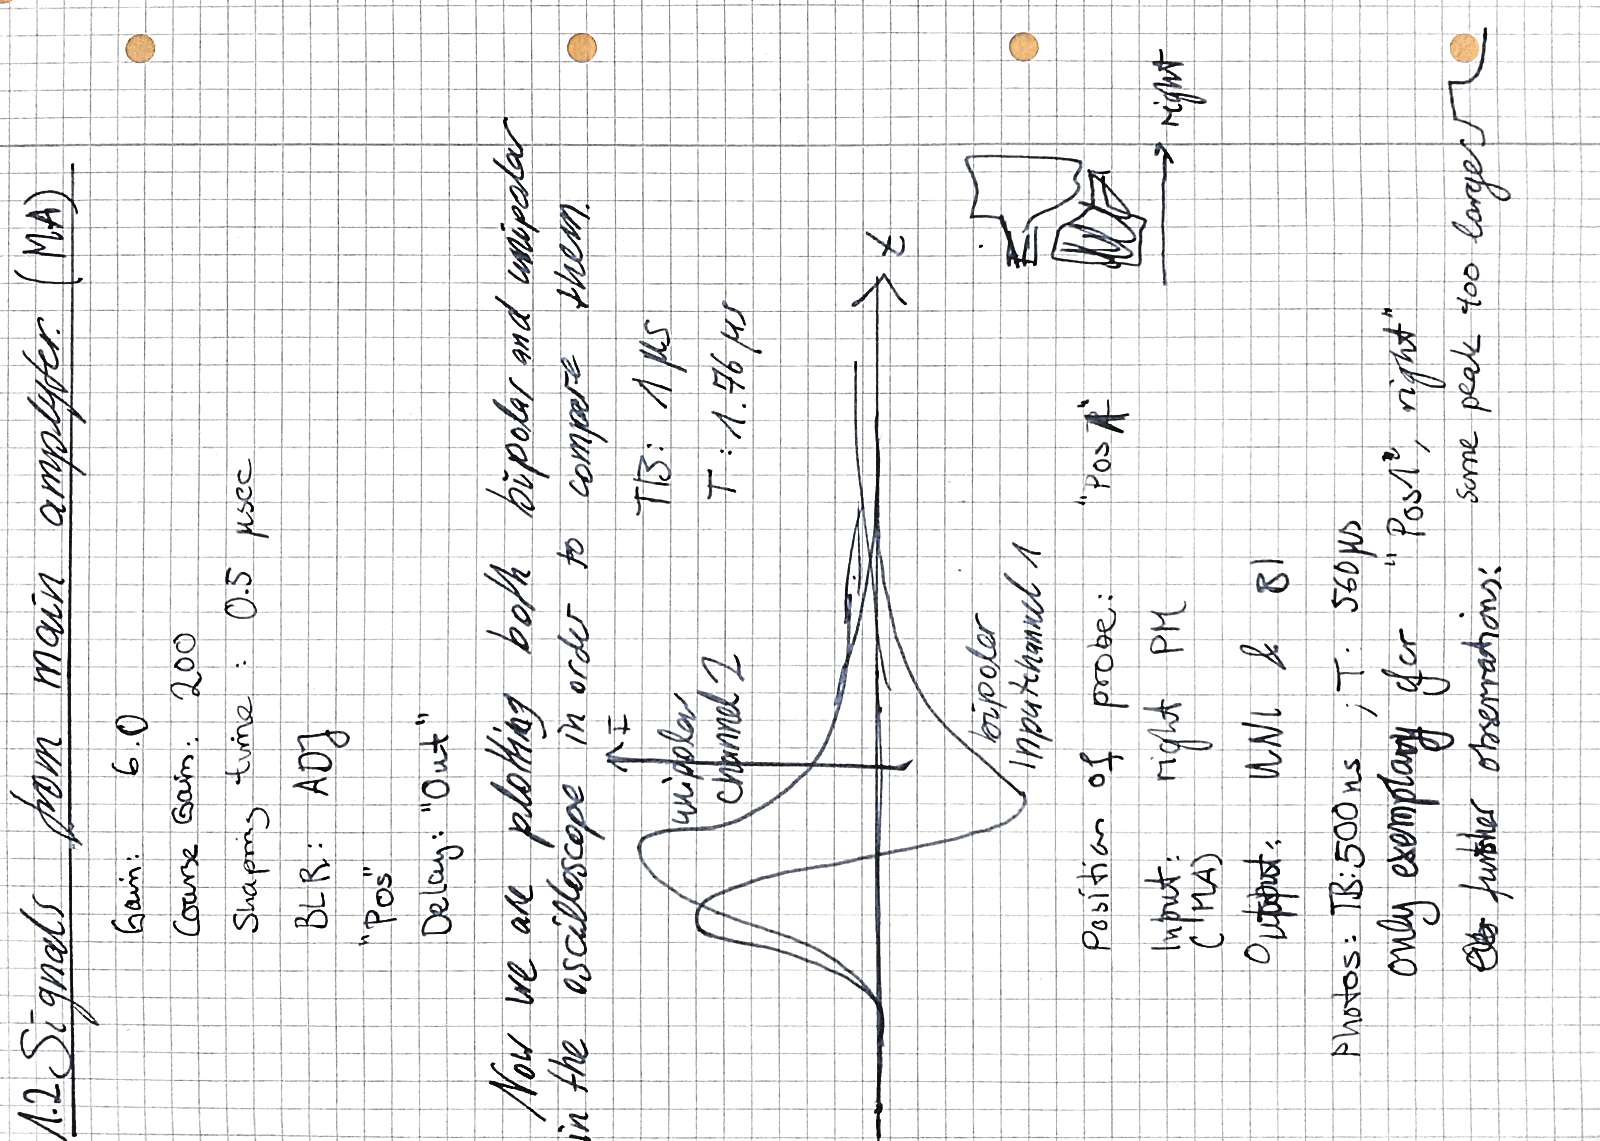 1.2 Signals from main amplyfer (MA)
Gain: 6.0
Course Gain: 200
Shaping time: 0.5 µsec
BLR: ADJ
"Pos"
Delay: "Out"
Now we are plotting both bipolar and unipolar
in the oscilloscope in order to compare them.
TB: 1 µs
T: 1.76 µs
unipolar
channel 2
t
bipolar
Inputchannel 1
Position of probe: "Pos 1"
right
Input: right PM
(MA)
Output: UNI & BI
Photos: TB: 500 ns ; T: 560 µs
only exemplary for "Pos 1", right"
further observations: some peak too large